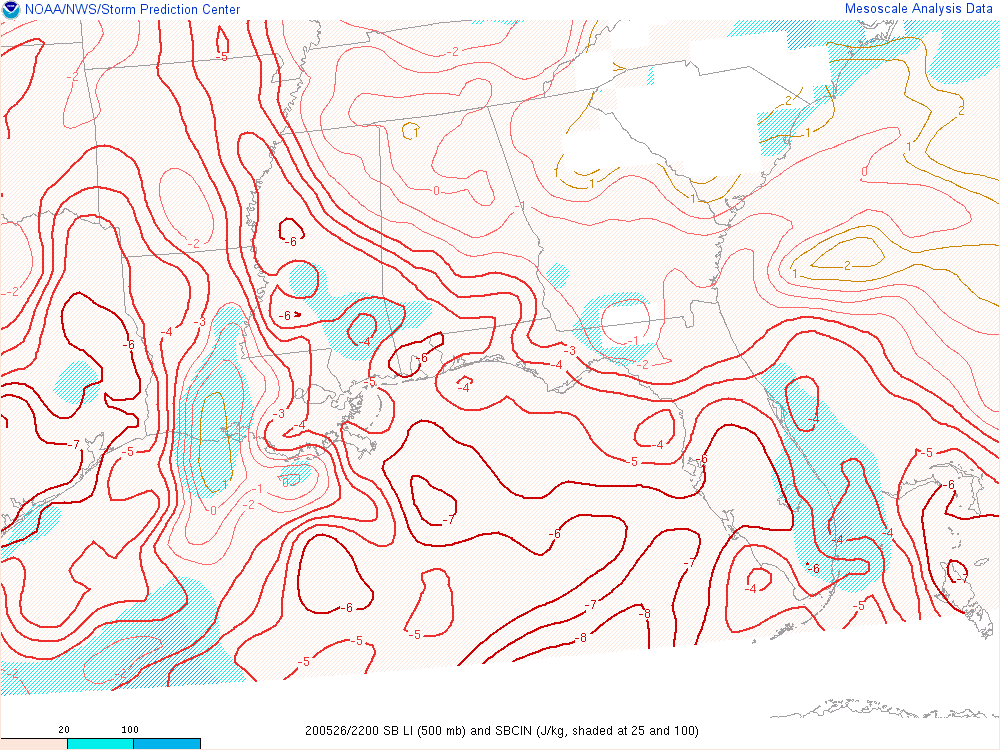 NOAA/NWS/Storm Prediction Center
Mesoscale Analysis Data
-5 -2
-2 2 2
1 1 1
0 0
1 1 1 1
-6 -2
1 2
-2
-6 -3 -4
-4 -6 -1 -3
-6 -4 -2
-5 -4
-3 -4 -4
-7 -4
-5 -6 -5 -5
0 -6
1 -1
0 -2 -7
-6 -4 -4
-7 -6
-4 -7
-6 -7 -5
-8
-5 -8
-5 -5
-2 -2
20 100
200526/2200 SB LI (500 mb) and SBCIN (J/kg, shaded at 25 and 100)